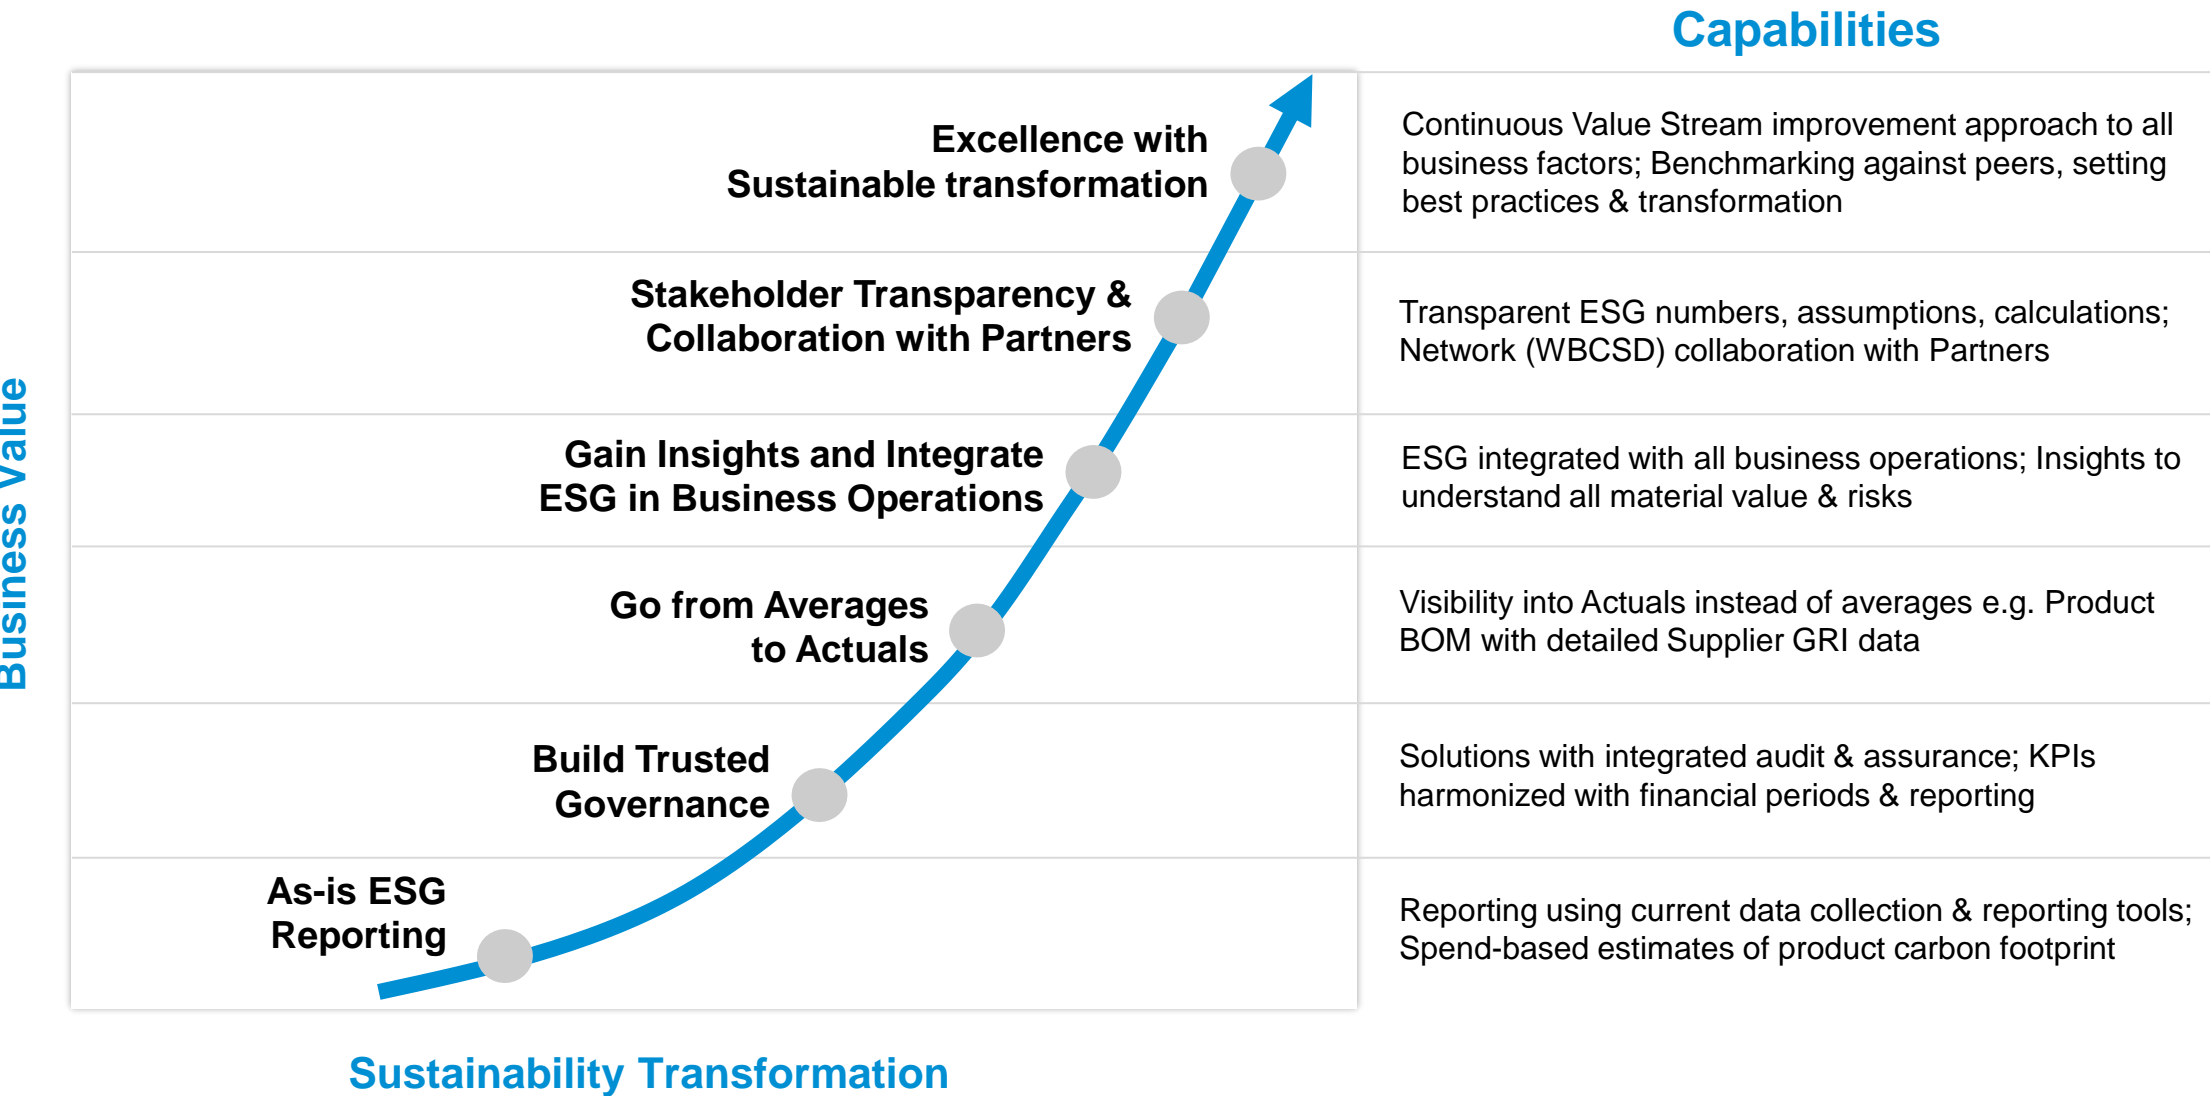 Capabilities
Excellence with
Sustainable transformation
Continuous Value Stream improvement approach to all
business factors; Benchmarking against peers, setting
best practices & transformation
Stakeholder Transparency &
Collaboration with Partners
Transparent ESG numbers, assumptions, calculations;
Network (WBCSD) collaboration with Partners
Gain Insights and Integrate
ESG in Business Operations
ESG integrated with all business operations; Insights to
understand all material value & risks
Go from Averages
to Actuals
Visibility into Actuals instead of averages e.g. Product
BOM with detailed Supplier GRI data
Build Trusted
Governance
Solutions with integrated audit & assurance; KPIs
harmonized with financial periods & reporting
As-is ESG
Reporting
Reporting using current data collection & reporting tools;
Spend-based estimates of product carbon footprint
Business Value
Sustainability Transformation